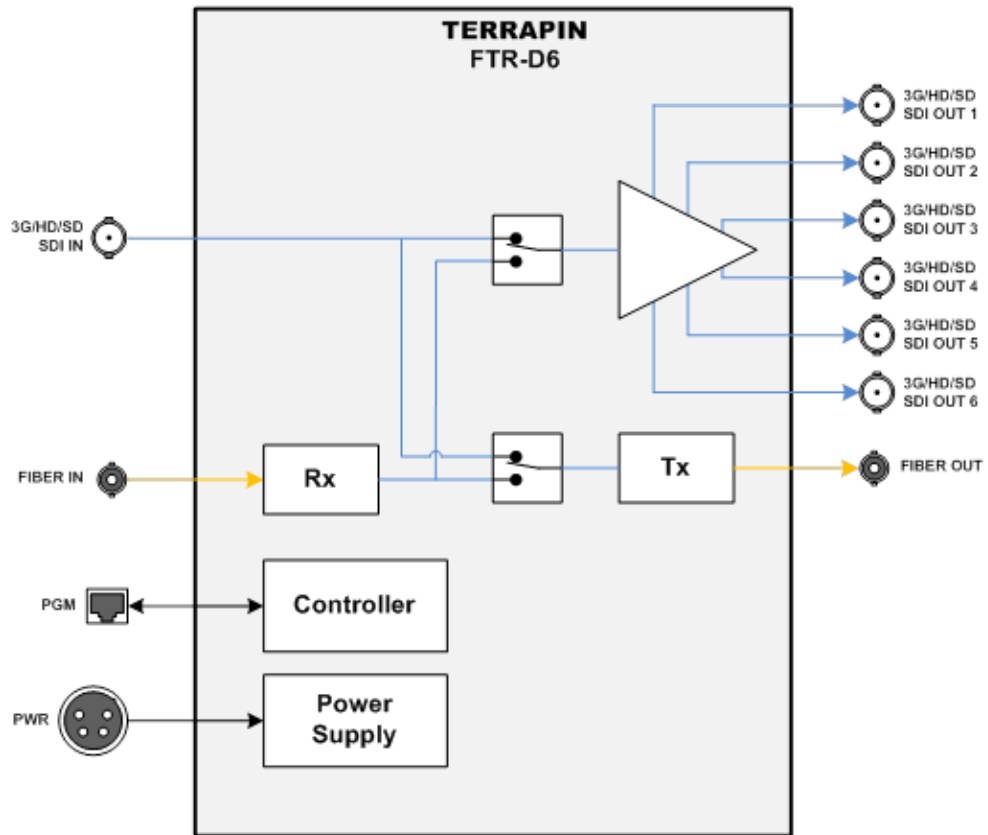 TERRAPIN
FTR-D6
3G/HD/SD
SDI OUT 1
3G/HD/SD
SDI OUT 2
3G/HD/SD
SDI OUT 3
3G/HD/SD
SDI OUT 4
3G/HD/SD
SDI OUT 5
3G/HD/SD
SDI OUT 6
3G/HD/SD
SDI IN
FIBER IN
Rx
Tx
FIBER OUT
PGM
Controller
PWR
Power
Supply